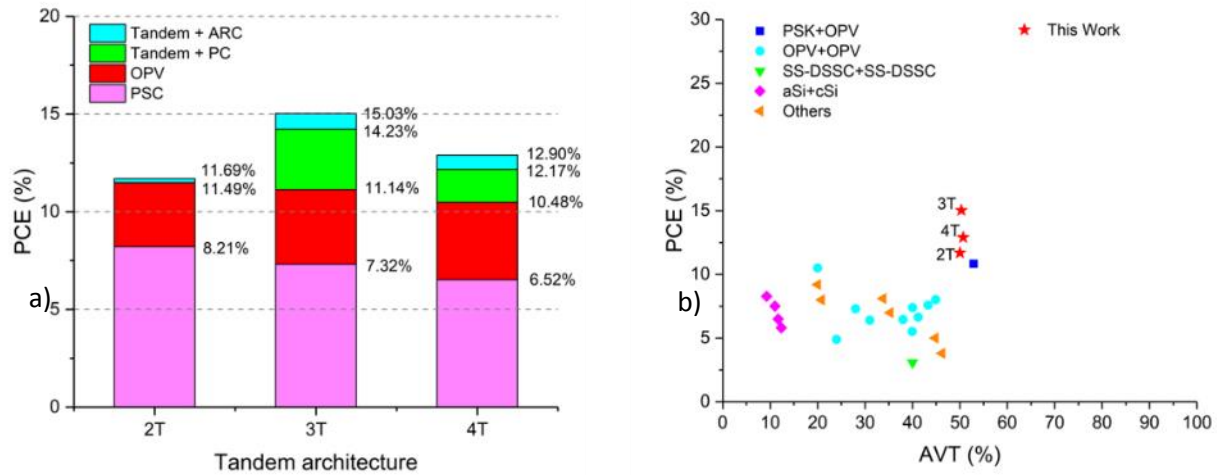 20
15
10
5
0
PCE (%)
Tandem + ARC
Tandem + PC
OPV
PSC
11.69%
11.49%
8.21%
15.03%
14.23%
11.14%
7.32%
12.90%
12.17%
10.48%
6.52%
a)
2T
3T
4T
Tandem architecture
b)
30
25
20
15
10
5
0
PCE (%)
PSK+OPV
OPV+OPV
SS-DSSC+SS-DSSC
aSi+cSi
Others
This Work
3T
4T
2T
0 10 20 30 40 50 60 70 80 90 100
AVT (%)